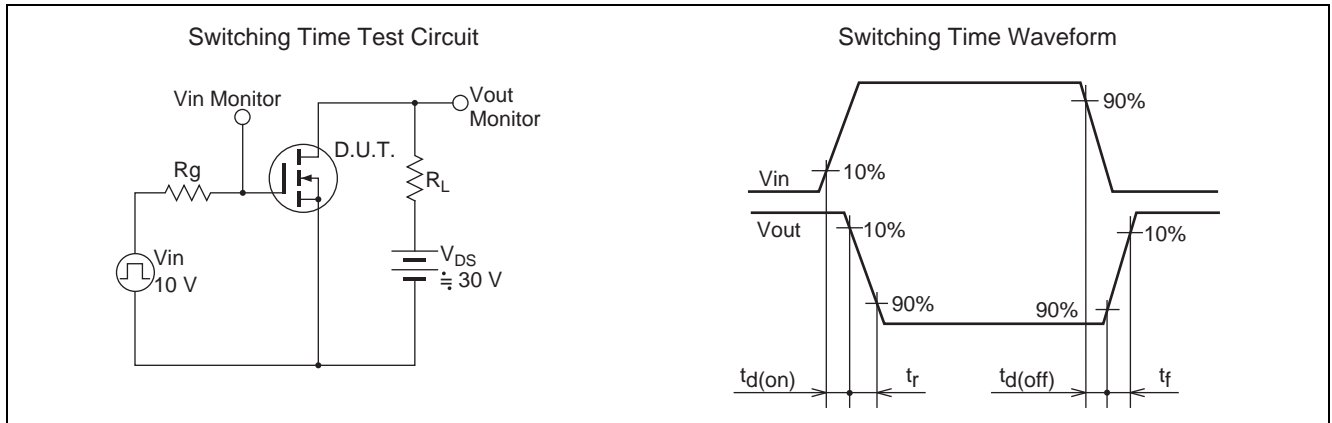 Switching Time Test Circuit
Vin Monitor
Vout
Monitor
D.U.T.
Rg
RL
Vin
10 V
VDS
≒ 30 V
Switching Time Waveform
90%
10%
Vin
Vout
10%
10%
90%
90%
td(on)
tr
td(off)
tf